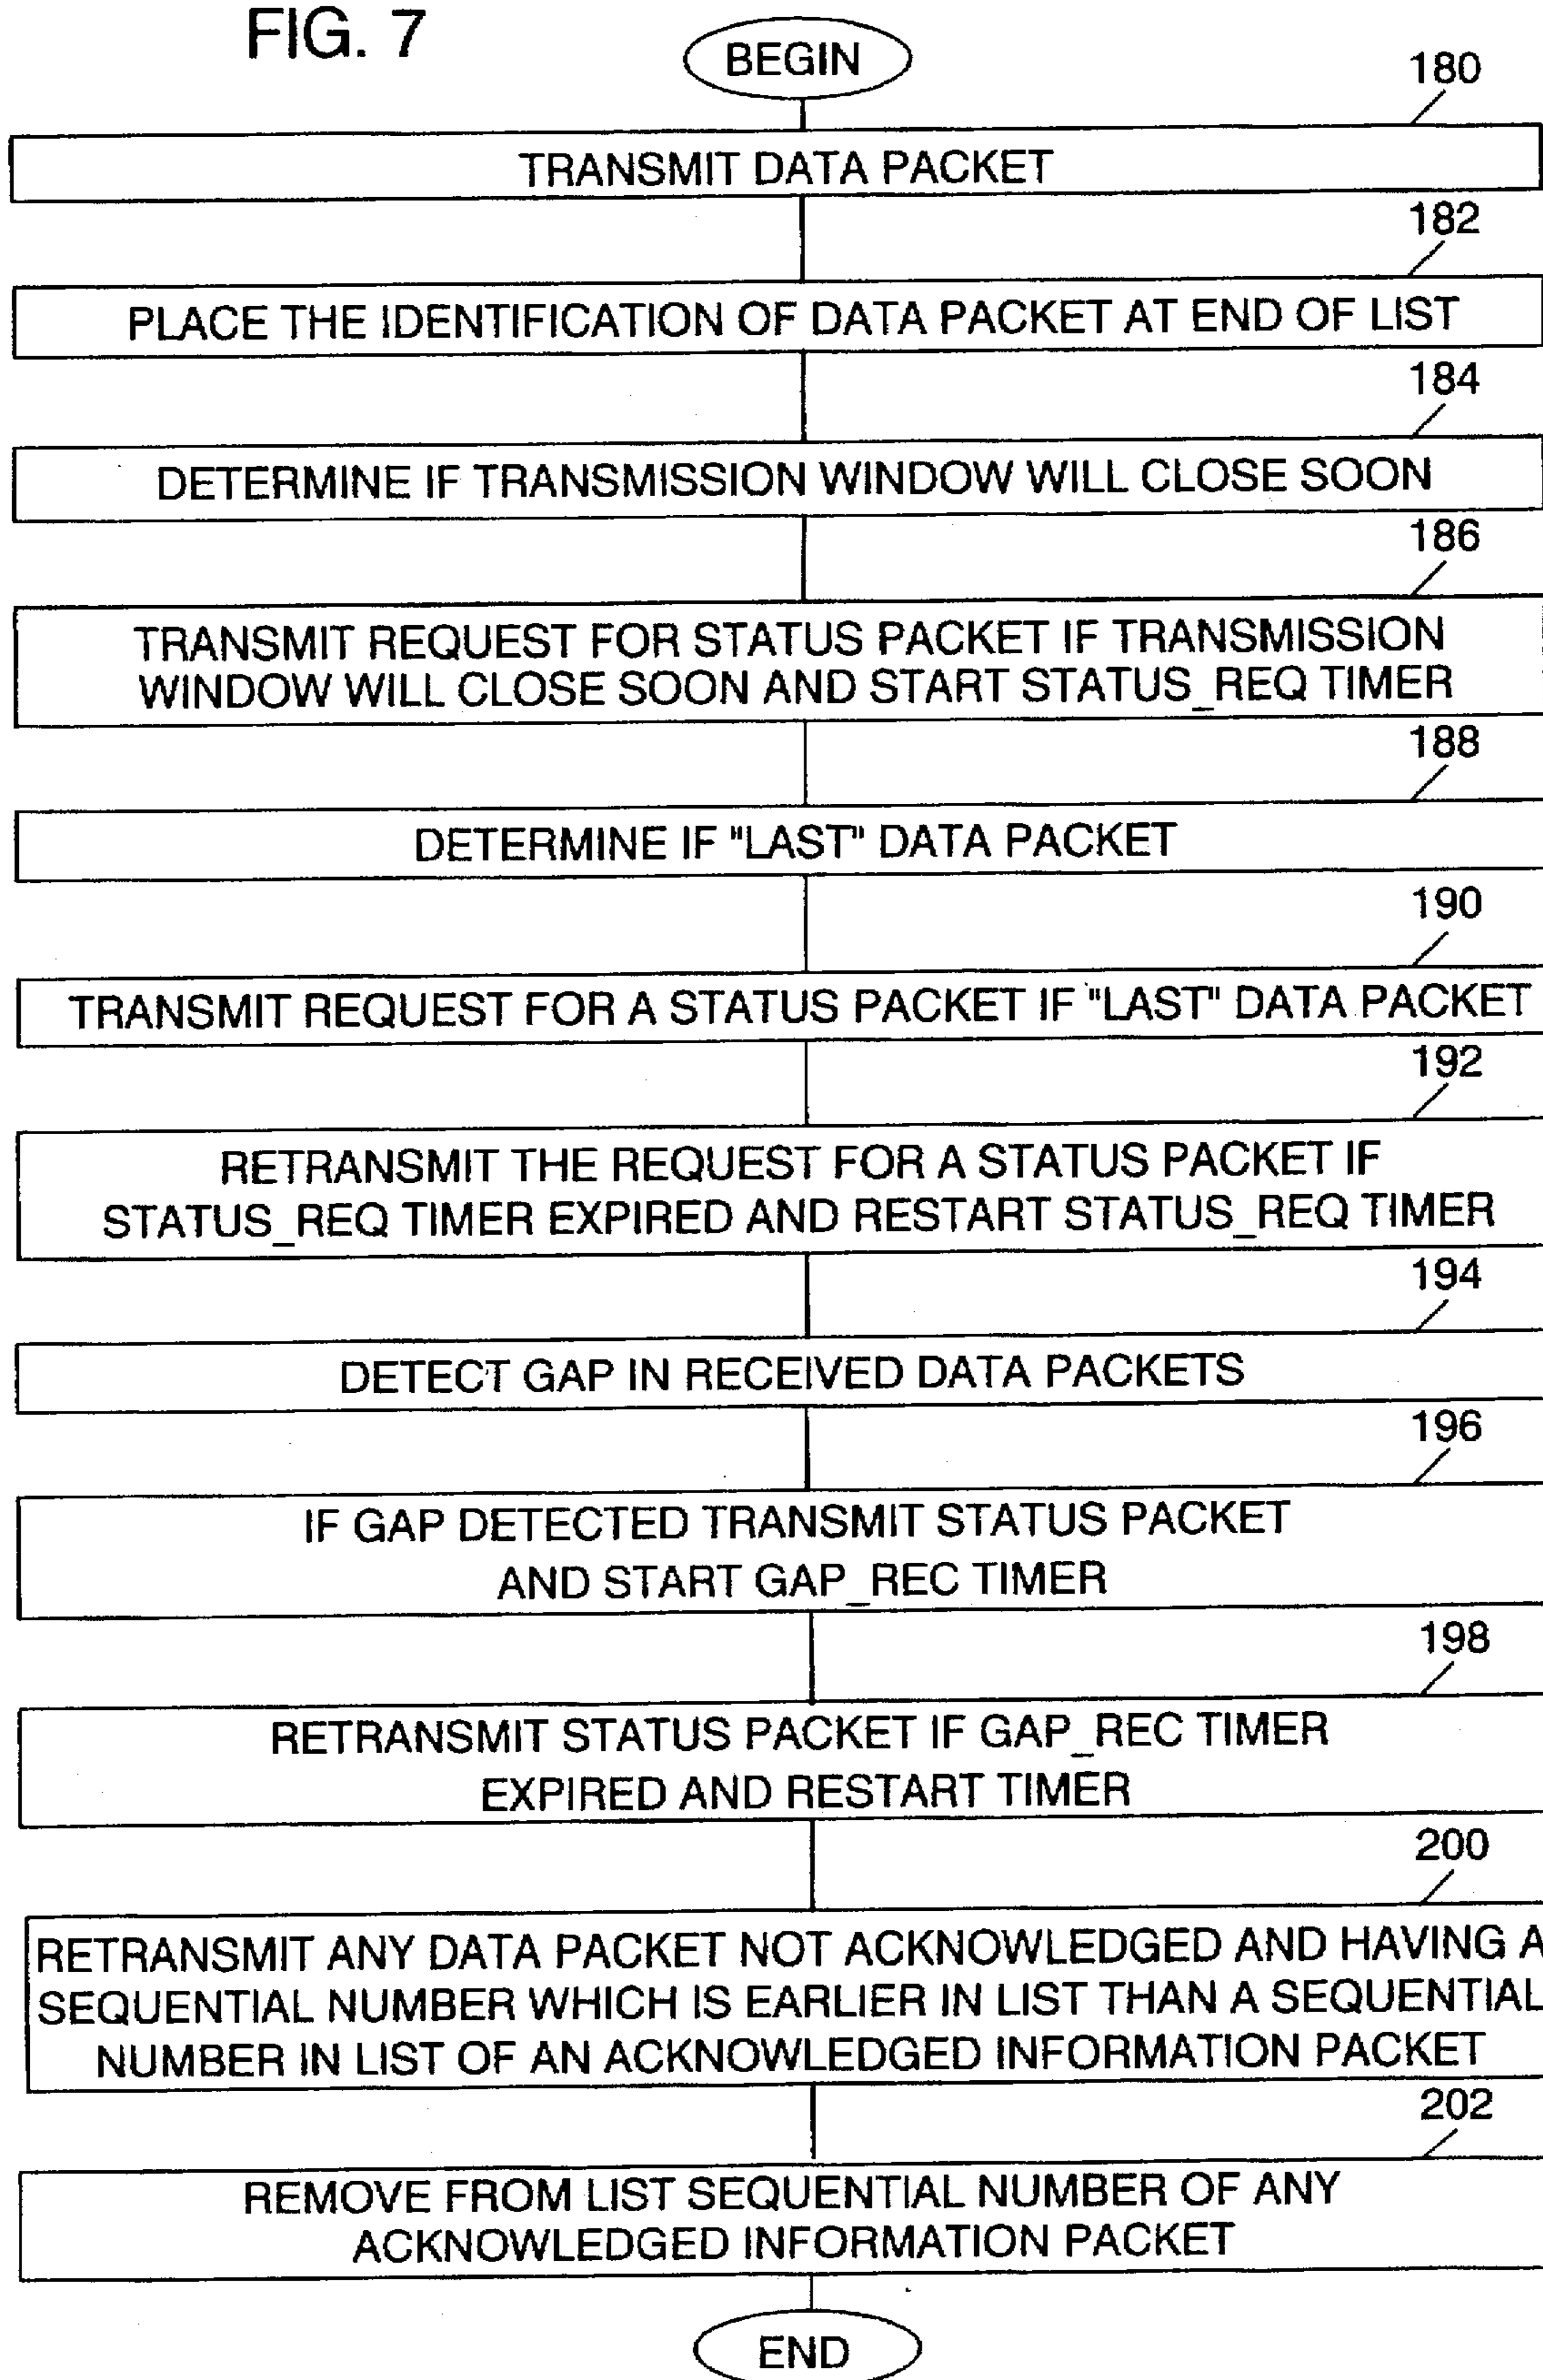 FIG. 7
BEGIN
180
TRANSMIT DATA PACKET
182
PLACE THE IDENTIFICATION OF DATA PACKET AT END OF LIST
184
DETERMINE IF TRANSMISSION WINDOW WILL CLOSE SOON
186
TRANSMIT REQUEST FOR STATUS PACKET IF TRANSMISSION
WINDOW WILL CLOSE SOON AND START STATUS_REQ TIMER
188
DETERMINE IF "LAST" DATA PACKET
190
TRANSMIT REQUEST FOR A STATUS PACKET IF "LAST" DATA PACKET
192
RETRANSMIT THE REQUEST FOR A STATUS PACKET IF
STATUS_REQ TIMER EXPIRED AND RESTART STATUS_REQ TIMER
194
DETECT GAP IN RECEIVED DATA PACKETS
196
IF GAP DETECTED TRANSMIT STATUS PACKET
AND START GAP_REC TIMER
198
RETRANSMIT STATUS PACKET IF GAP_REC TIMER
EXPIRED AND RESTART TIMER
200
RETRANSMIT ANY DATA PACKET NOT ACKNOWLEDGED AND HAVING A
SEQUENTIAL NUMBER WHICH IS EARLIER IN LIST THAN A SEQUENTIAL
NUMBER IN LIST OF AN ACKNOWLEDGED INFORMATION PACKET
202
REMOVE FROM LIST SEQUENTIAL NUMBER OF ANY
ACKNOWLEDGED INFORMATION PACKET
END